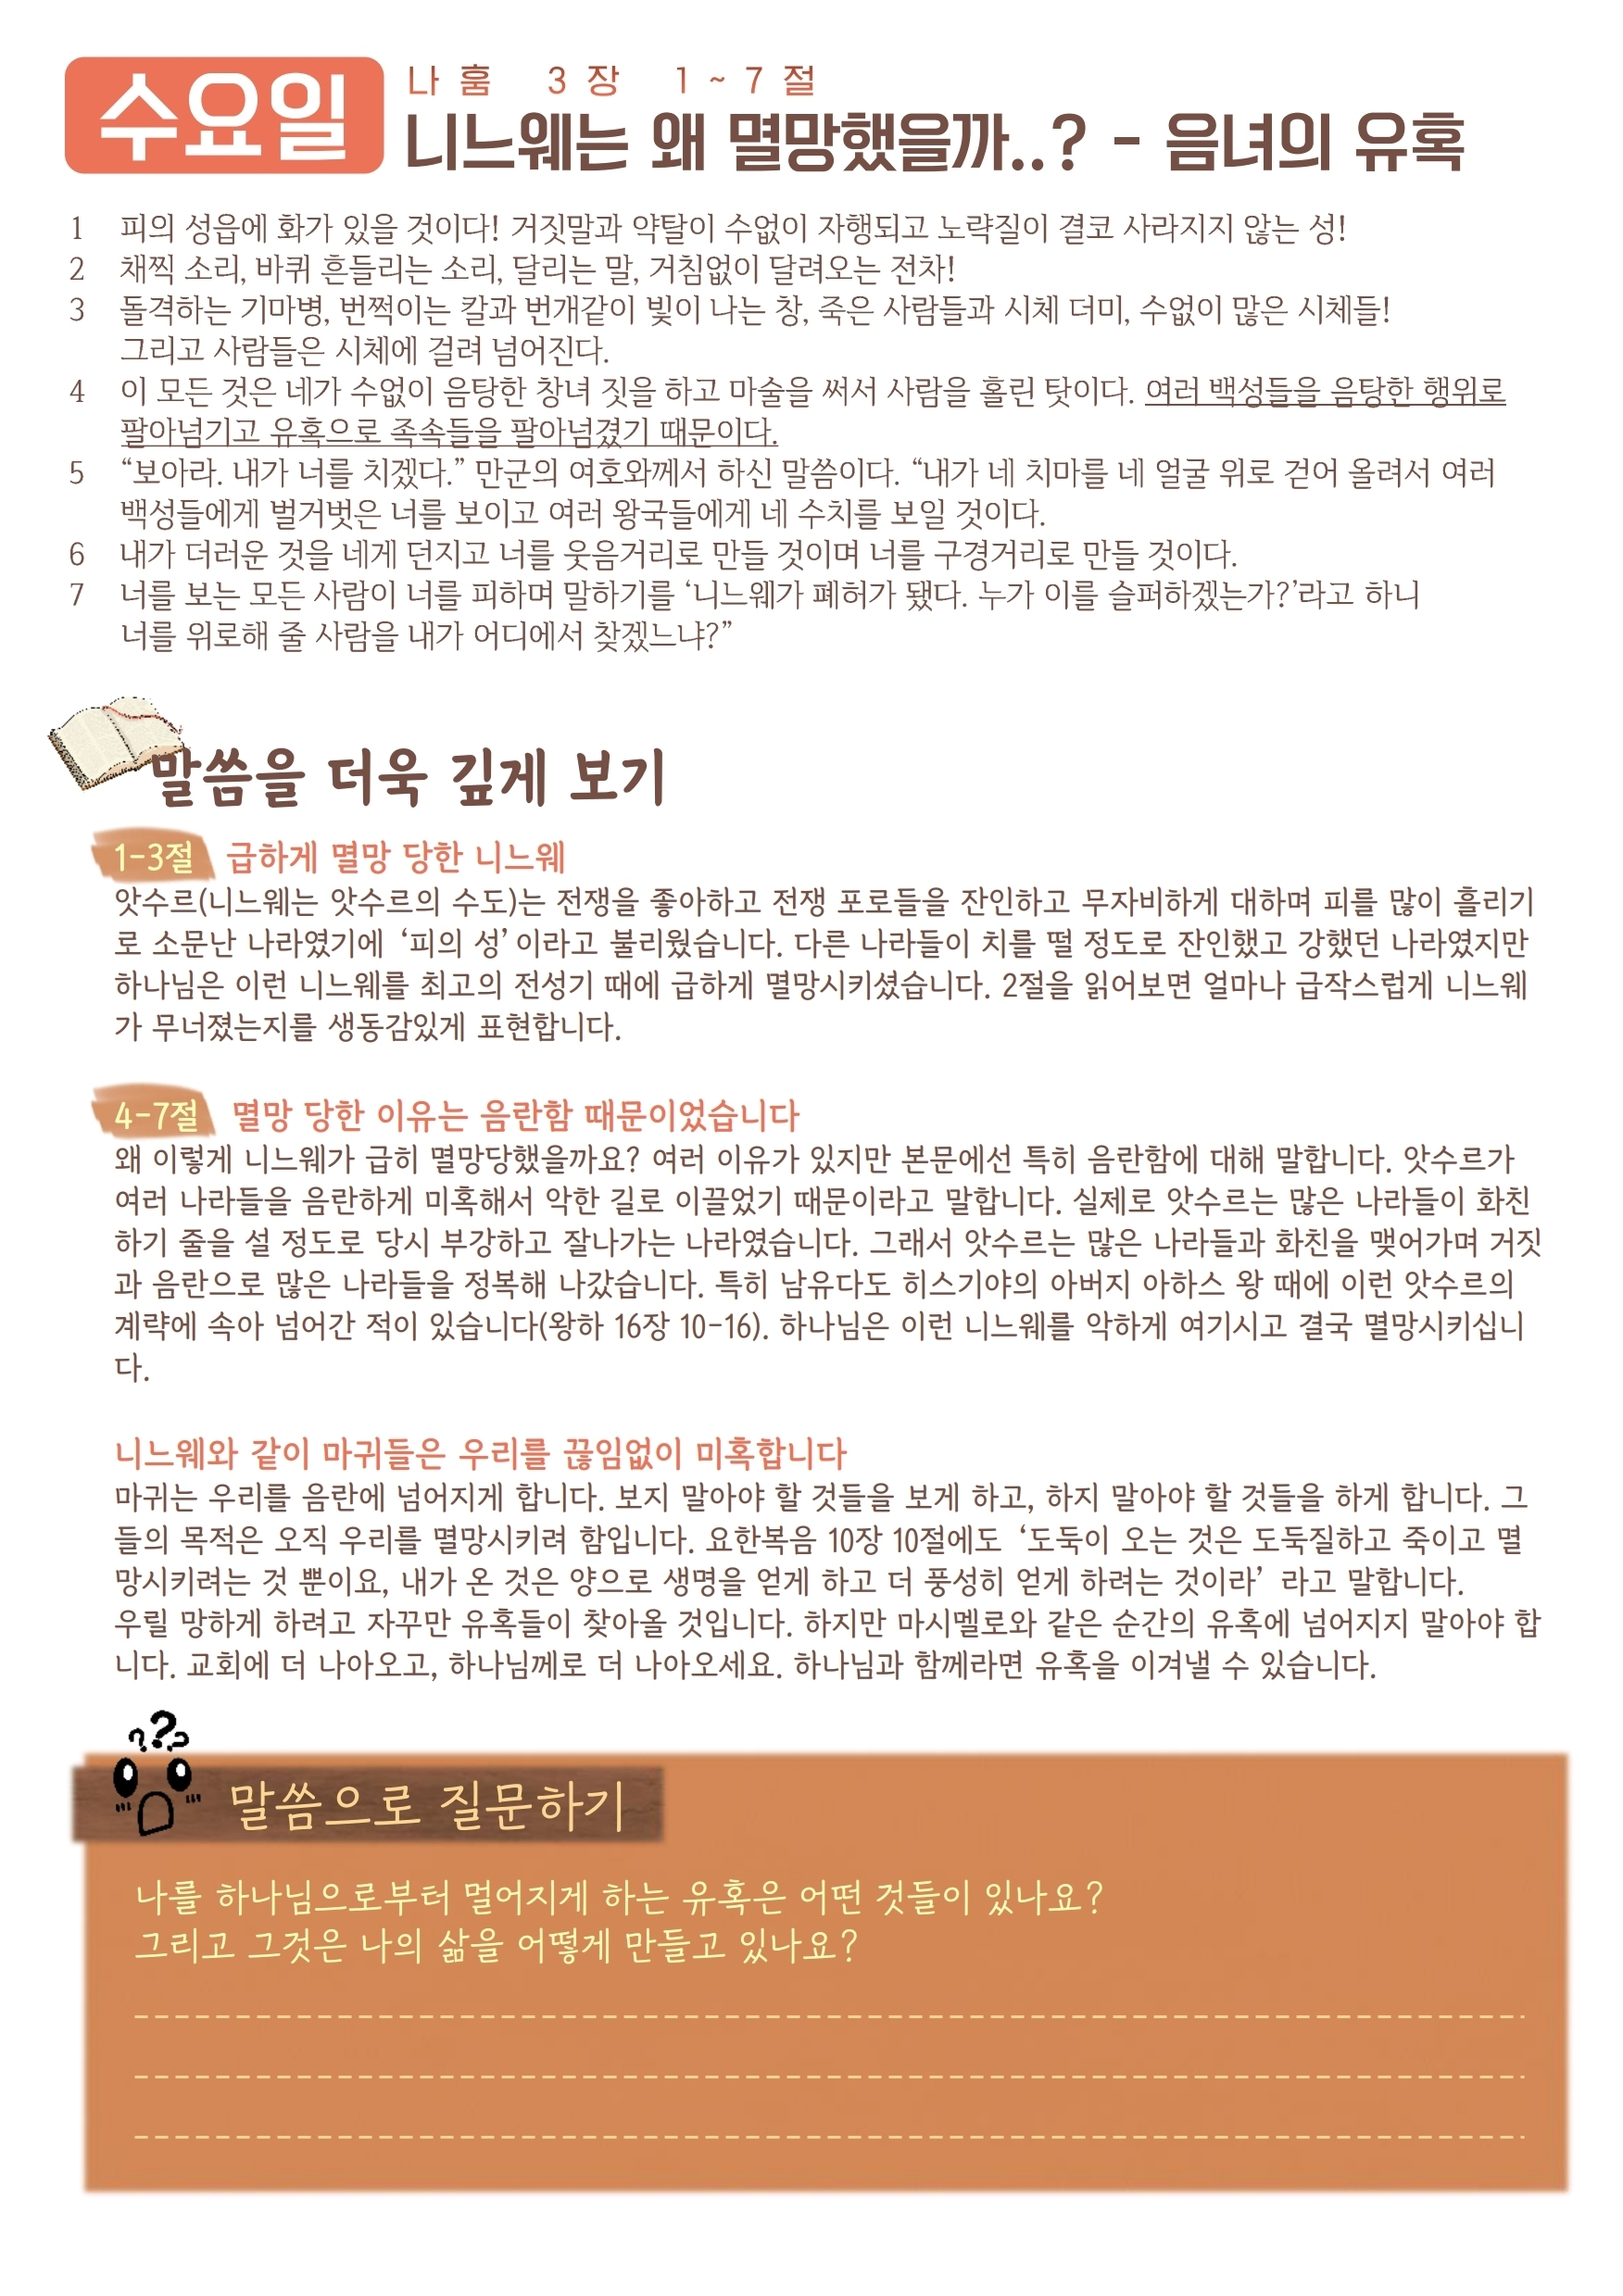 수요일
나훔 3장 1~7절
니느웨는 왜 멸망했을까..? - 음녀의 유혹
1 피의 성읍에 화가 있을 것이다! 거짓말과 약탈이 수없이 자행되고 노략질이 결코 사라지지 않는 성!
2 채찍 소리, 바퀴 흔들리는 소리, 달리는 말, 거침없이 달려오는 전차!
3 돌격하는 기마병, 번쩍이는 칼과 번개같이 빛이 나는 창, 죽은 사람들과 시체 더미, 수없이 많은 시체들!
그리고 사람들은 시체에 걸려 넘어진다.
4 이 모든 것은 네가 수없이 음탕한 창녀 짓을 하고 마술을 써서 사람을 홀린 탓이다. 여러 백성들을 음탕한 행위로
팔아넘기고 유혹으로 족속들을 팔아넘겼기 때문이다.
5 “보아라. 내가 너를 치겠다.” 만군의 여호와께서 하신 말씀이다. “내가 네 치마를 네 얼굴 위로 걷어 올려서 여러
백성들에게 벌거벗은 너를 보이고 여러 왕국들에게 네 수치를 보일 것이다.
6 내가 더러운 것을 네게 던지고 너를 웃음거리로 만들 것이며 너를 구경거리로 만들 것이다.
7 너를 보는 모든 사람이 너를 피하며 말하기를 ‘니느웨가 폐허가 됐다. 누가 이를 슬퍼하겠는가?’라고 하니
너를 위로해 줄 사람을 내가 어디에서 찾겠느냐?”
말씀을 더욱 깊게 보기
1-3절 급하게 멸망 당한 니느웨
앗수르(니느웨는 앗수르의 수도)는 전쟁을 좋아하고 전쟁 포로들을 잔인하고 무자비하게 대하며 피를 많이 흘리기
로 소문난 나라였기에 ‘피의 성’이라고 불리웠습니다. 다른 나라들이 치를 떨 정도로 잔인했고 강했던 나라였지만
하나님은 이런 니느웨를 최고의 전성기 때에 급하게 멸망시키셨습니다. 2절을 읽어보면 얼마나 급작스럽게 니느웨
가 무너졌는지를 생동감있게 표현합니다.
4-7절 멸망 당한 이유는 음란함 때문이었습니다
왜 이렇게 니느웨가 급히 멸망당했을까요? 여러 이유가 있지만 본문에선 특히 음란함에 대해 말합니다. 앗수르가
여러 나라들을 음란하게 미혹해서 악한 길로 이끌었기 때문이라고 말합니다. 실제로 앗수르는 많은 나라들이 화친
하기 줄을 설 정도로 당시 부강하고 잘나가는 나라였습니다. 그래서 앗수르는 많은 나라들과 화친을 맺어가며 거짓
과 음란으로 많은 나라들을 정복해 나갔습니다. 특히 남유다도 히스기야의 아버지 아하스 왕 때에 이런 앗수르의
계략에 속아 넘어간 적이 있습니다(왕하 16장 10-16). 하나님은 이런 니느웨를 악하게 여기시고 결국 멸망시키십니
다.
니느웨와 같이 마귀들은 우리를 끊임없이 미혹합니다
마귀는 우리를 음란에 넘어지게 합니다. 보지 말아야 할 것들을 보게 하고, 하지 말아야 할 것들을 하게 합니다. 그
들의 목적은 오직 우리를 멸망시키려 함입니다. 요한복음 10장 10절에도 ‘도둑이 오는 것은 도둑질하고 죽이고 멸
망시키려는 것 뿐이요, 내가 온 것은 양으로 생명을 얻게 하고 더 풍성히 얻게 하려는 것이라’ 라고 말합니다.
우릴 망하게 하려고 자꾸만 유혹들이 찾아올 것입니다. 하지만 마시멜로와 같은 순간의 유혹에 넘어지지 말아야 합
니다. 교회에 더 나아오고, 하나님께로 더 나아오세요. 하나님과 함께라면 유혹을 이겨낼 수 있습니다.
???
말씀으로 질문하기
나를 하나님으로부터 멀어지게 하는 유혹은 어떤 것들이 있나요?
그리고 그것은 나의 삶을 어떻게 만들고 있나요?